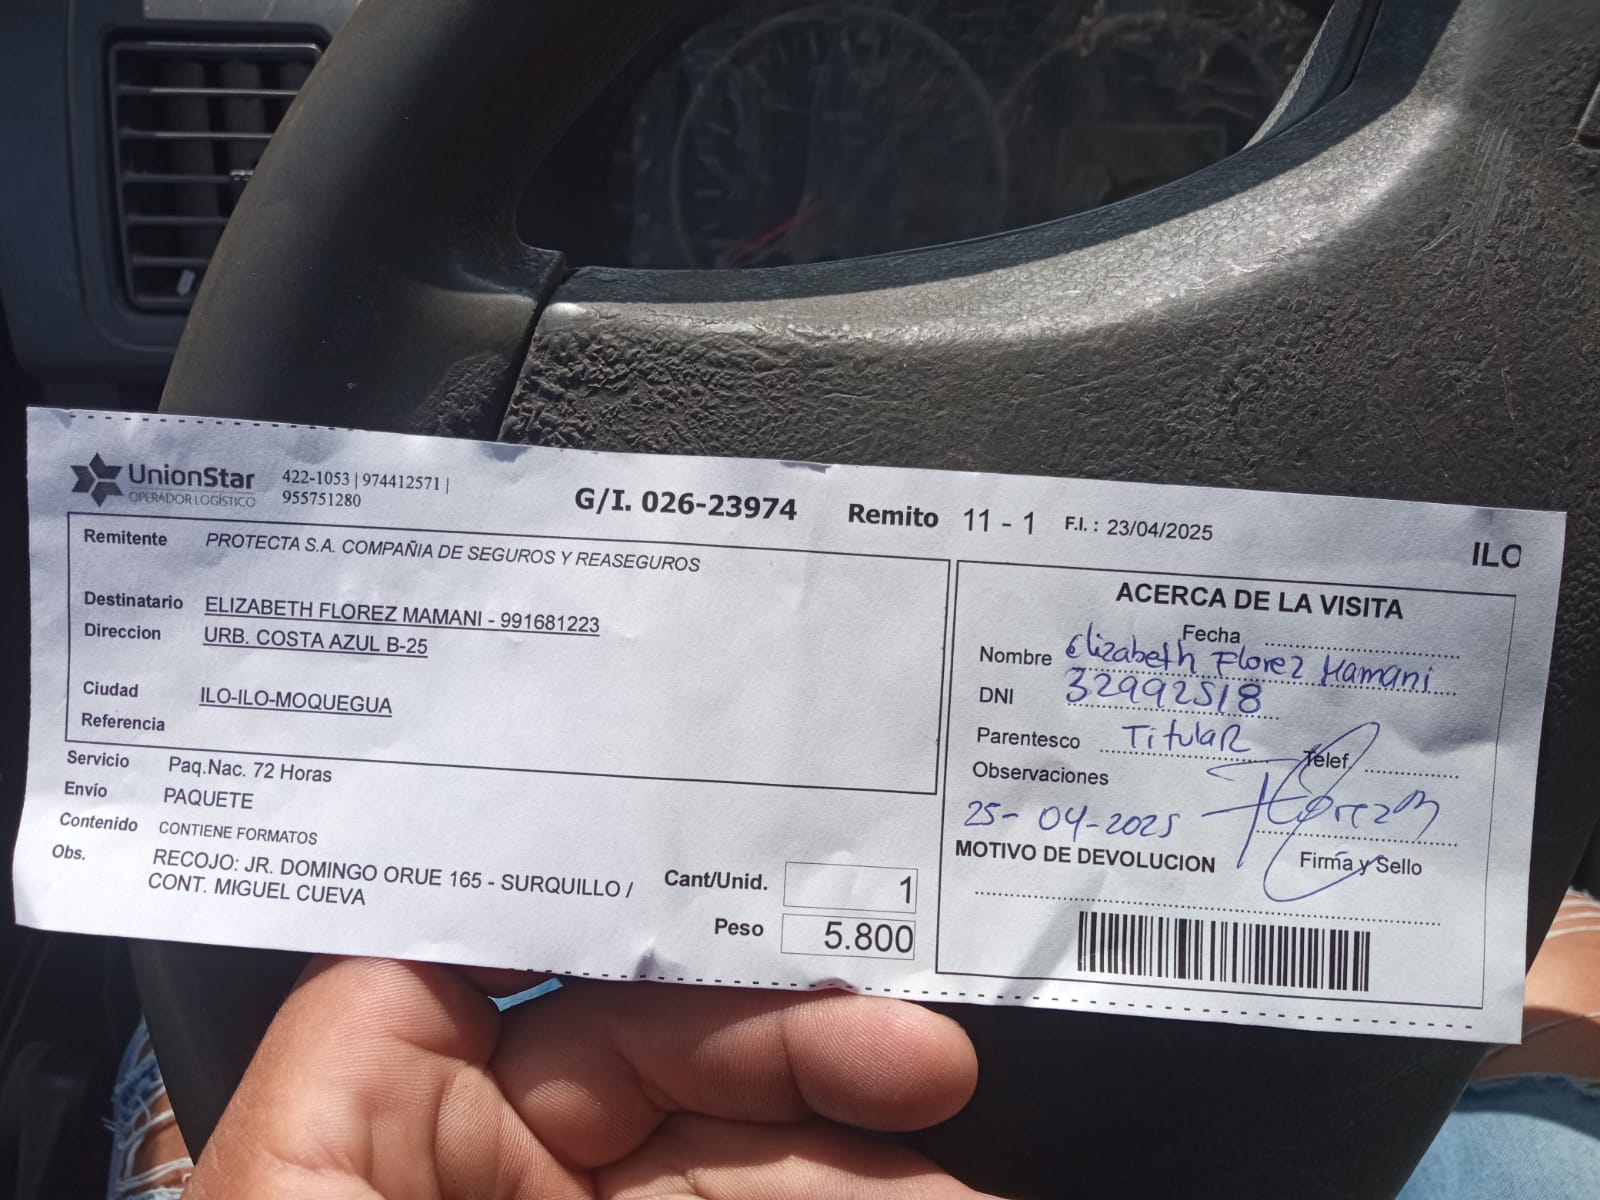 UnionStar
OPERADOR LOGÍSTICO
422-1053 | 974412571 |
955751280
G/I. 026-23974
Remito 11 - 1
F.I. : 23/04/2025
ILO
Remitente PROTECTA S.A. COMPAÑIA DE SEGUROS Y REASEGUROS
Destinatario ELIZABETH FLOREZ MAMANI - 991681223
Direccion URB. COSTA AZUL B-25
Ciudad ILO-ILO-MOQUEGUA
Referencia
Servicio Paq.Nac. 72 Horas
Envío PAQUETE
Contenido CONTIENE FORMATOS
Obs. RECOJO: JR. DOMINGO ORUE 165 - SURQUILLO /
CONT. MIGUEL CUEVA
Cant/Unid. 1
Peso 5.800
ACERCA DE LA VISITA
Fecha
Nombre Elizabeth Florez Mamani
DNI 32992518
Parentesco Titular Telef.
Observaciones
25-04-2025 Florez M
MOTIVO DE DEVOLUCION
Firma y Sello